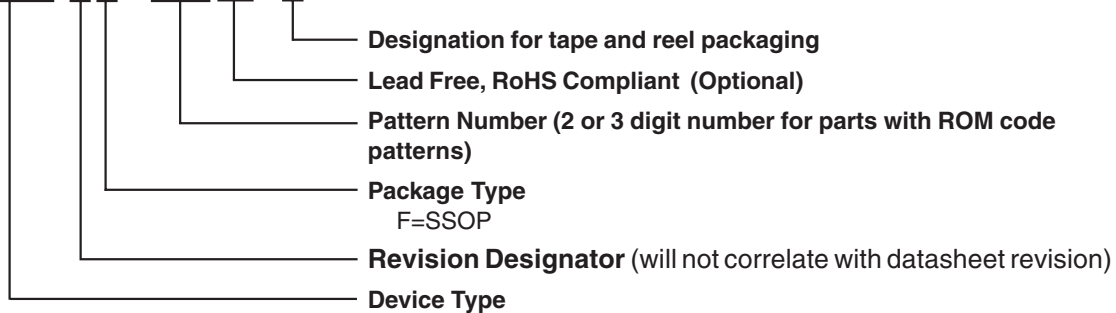 Designation for tape and reel packaging
Lead Free, RoHS Compliant (Optional)
Pattern Number (2 or 3 digit number for parts with ROM code
patterns)
Package Type
F=SSOP
Revision Designator (will not correlate with datasheet revision)
Device Type